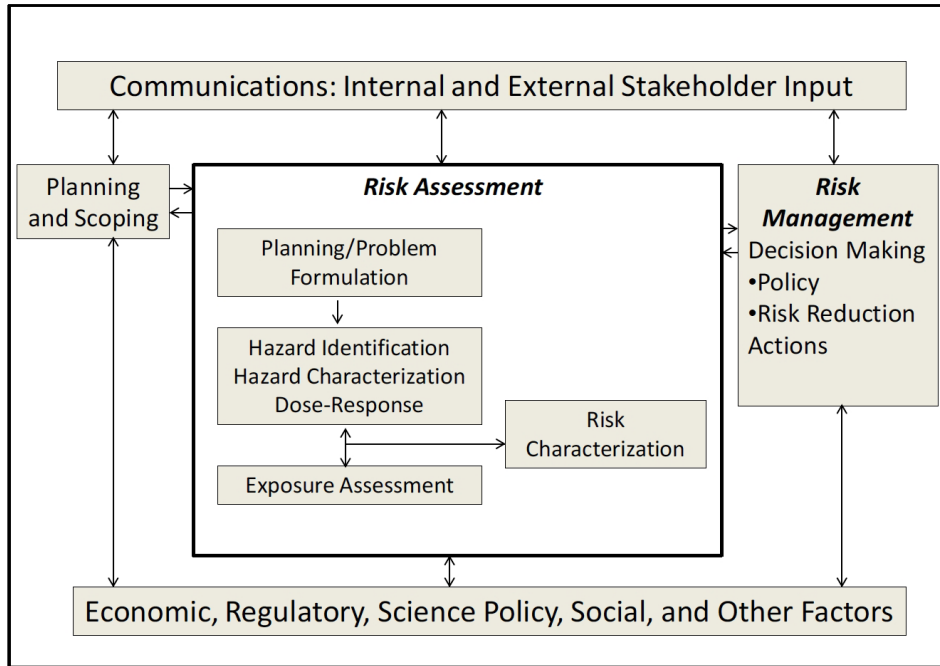 Communications: Internal and External Stakeholder Input
Planning
and Scoping
Risk Assessment
Planning/Problem
Formulation
Hazard Identification
Hazard Characterization
Dose-Response
Risk
Characterization
Exposure Assessment
Risk
Management
Decision Making
•Policy
•Risk Reduction
Actions
Economic, Regulatory, Science Policy, Social, and Other Factors